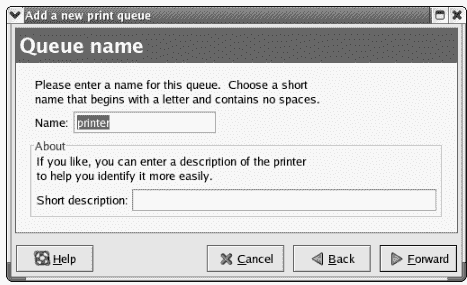 Add a new print queue
Queue name
Please enter a name for this queue.  Choose a short
name that begins with a letter and contains no spaces.
Name: printer
About
If you like, you can enter a description of the printer
to help you identify it more easily.
Short description:
Help Cancel Back Forward